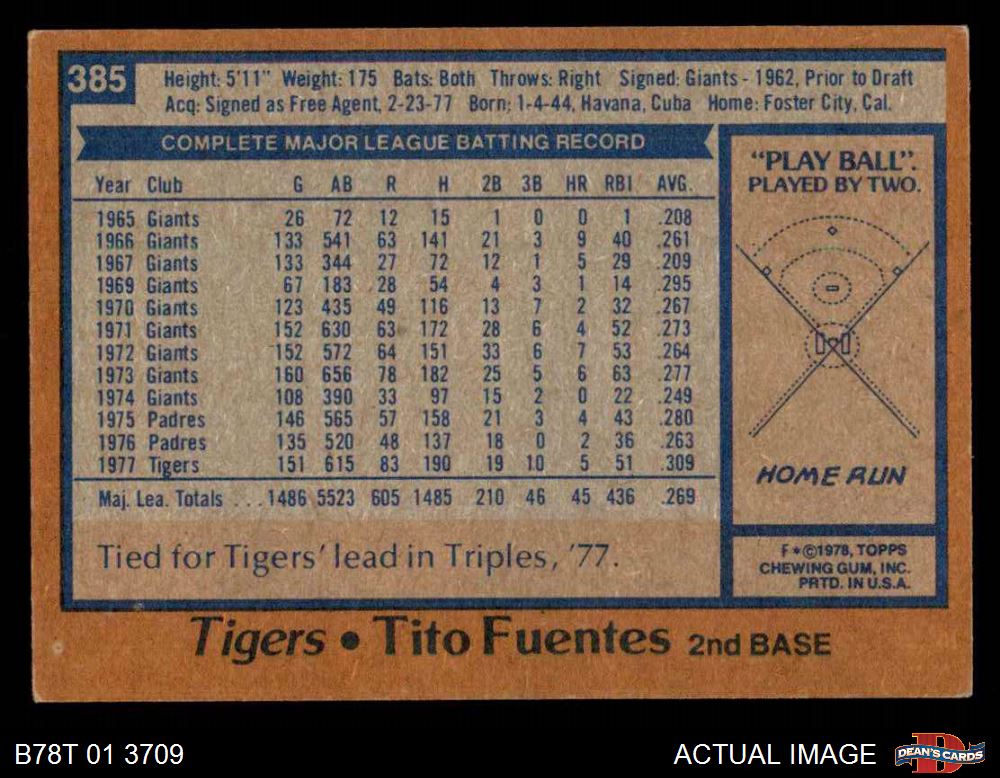 385
Height: 5'11" Weight: 175 Bats: Both Throws: Right Signed: Giants - 1962, Prior to Draft
Acq: Signed as Free Agent, 2-23-77 Born: 1-4-44, Havana, Cuba Home: Foster City, Cal.
COMPLETE MAJOR LEAGUE BATTING RECORD
Year Club G AB R H 2B 3B HR RBI AVG.
1965 Giants 26 72 12 15 1 0 0 1 .208
1966 Giants 133 541 63 141 21 3 9 40 .261
1967 Giants 133 344 27 72 12 1 5 29 .209
1969 Giants 67 183 28 54 4 3 1 14 .295
1970 Giants 123 435 49 116 13 7 2 32 .267
1971 Giants 152 630 63 172 28 6 4 52 .273
1972 Giants 152 572 64 151 33 6 7 53 .264
1973 Giants 160 656 78 182 25 5 6 63 .277
1974 Giants 108 390 33 97 15 2 0 22 .249
1975 Padres 146 565 57 158 21 3 4 43 .280
1976 Padres 135 520 48 137 18 0 2 36 .263
1977 Tigers 151 615 83 190 19 10 5 51 .309
Maj. Lea. Totals ...1486 5523 605 1485 210 46 45 436 .269
Tied for Tigers' lead in Triples, '77.
"PLAY BALL".
PLAYED BY TWO.
HOME RUN
F*©1978, TOPPS
CHEWING GUM, INC.
PRTD. IN U.S.A.
Tigers • Tito Fuentes 2nd BASE
B78T 01 3709
ACTUAL IMAGE
D
DEAN'S CARDS